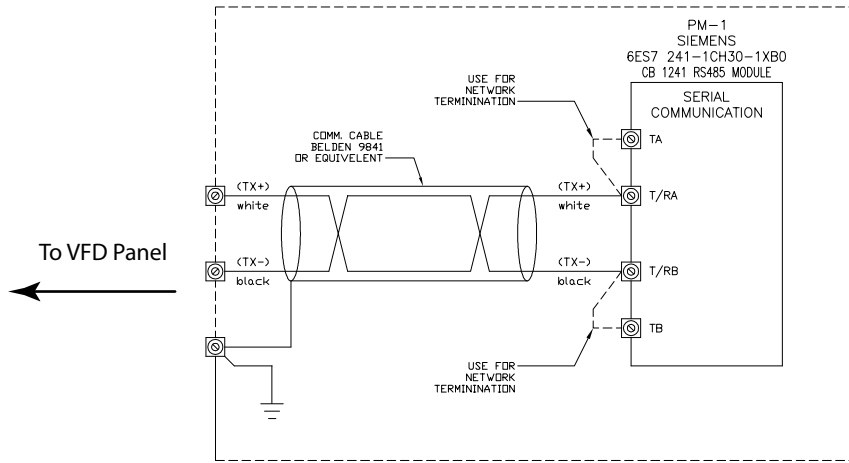 PM-1
SIEMENS
6ES7 241-1CH30-1XB0
CB 1241 RS485 MODULE
SERIAL
COMMUNICATION
USE FOR
NETWORK
TERMININATION
TA
COMM. CABLE
BELDEN 9841
OR EQUIVELENT
(TX+)
white
(TX+)
white
T/RA
To VFD Panel
(TX-)
black
(TX-)
black
T/RB
TB
USE FOR
NETWORK
TERMININATION